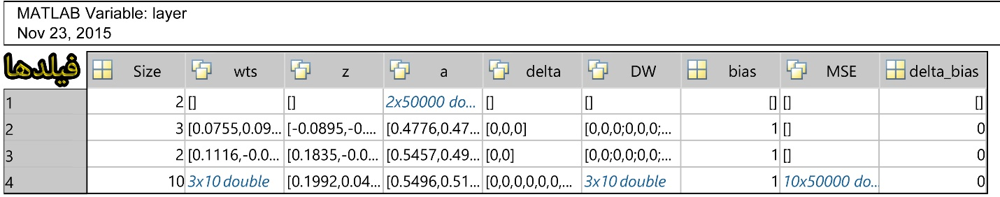 MATLAB Variable: layer
Nov 23, 2015
فیلدها Size wts z a delta DW bias MSE delta_bias
1 2 [] [] 2x50000 do... [] [] [] [] []
2 3 [0.0755,0.09... [-0.0895,-0.... [0.4776,0.47... [0,0,0] [0,0,0;0,0,0;... 1 [] 0
3 2 [0.1116,-0.0... [0.1835,-0.0... [0.5457,0.49... [0,0] [0,0;0,0;0,0;... 1 [] 0
4 10 3x10 double [0.1992,0.04... [0.5496,0.51... [0,0,0,0,0,0,... 3x10 double 1 10x50000 do... 0